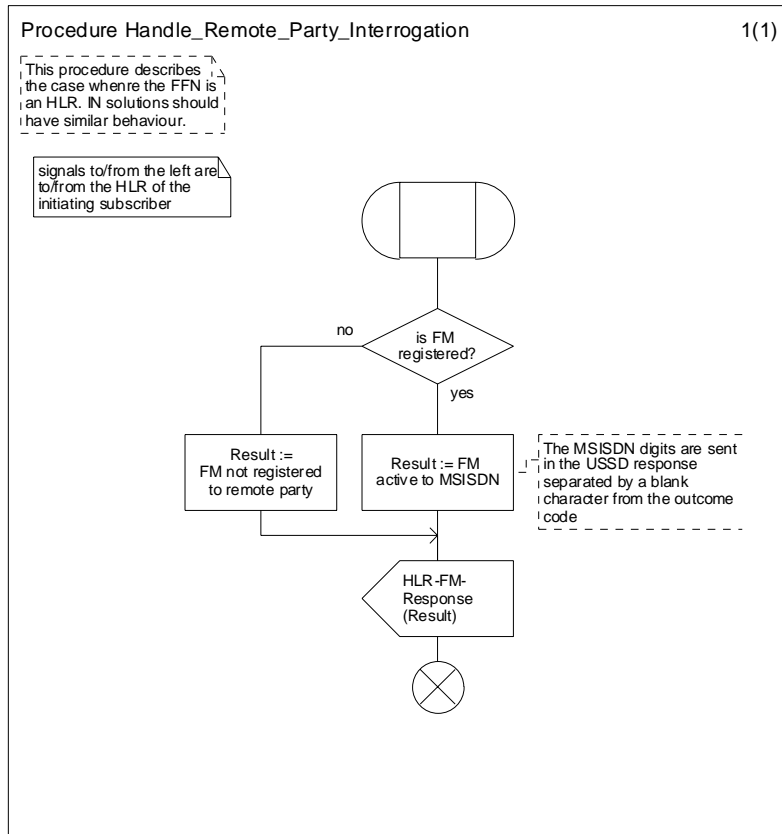 Procedure Handle_Remote_Party_Interrogation 1(1)
This procedure describes
the case whenre the FFN is
an HLR. IN solutions should
have similar behaviour.
signals to/from the left are
to/from the HLR of the
initiating subscriber
no
is FM
registered?
yes
Result :=
FM not registered
to remote party
Result := FM
active to MSISDN
The MSISDN digits are sent
in the USSD response
separated by a blank
character from the outcome
code
HLR-FM-
Response
(Result)